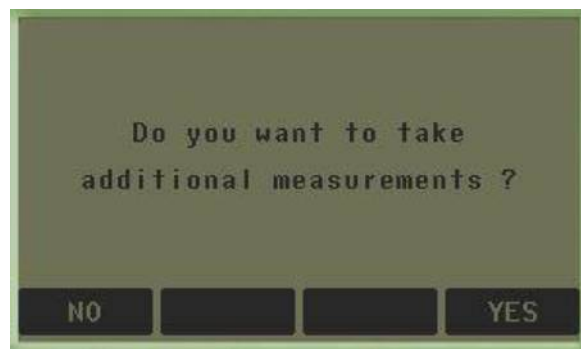 Do you want to take
additional measurements ?
NO
YES